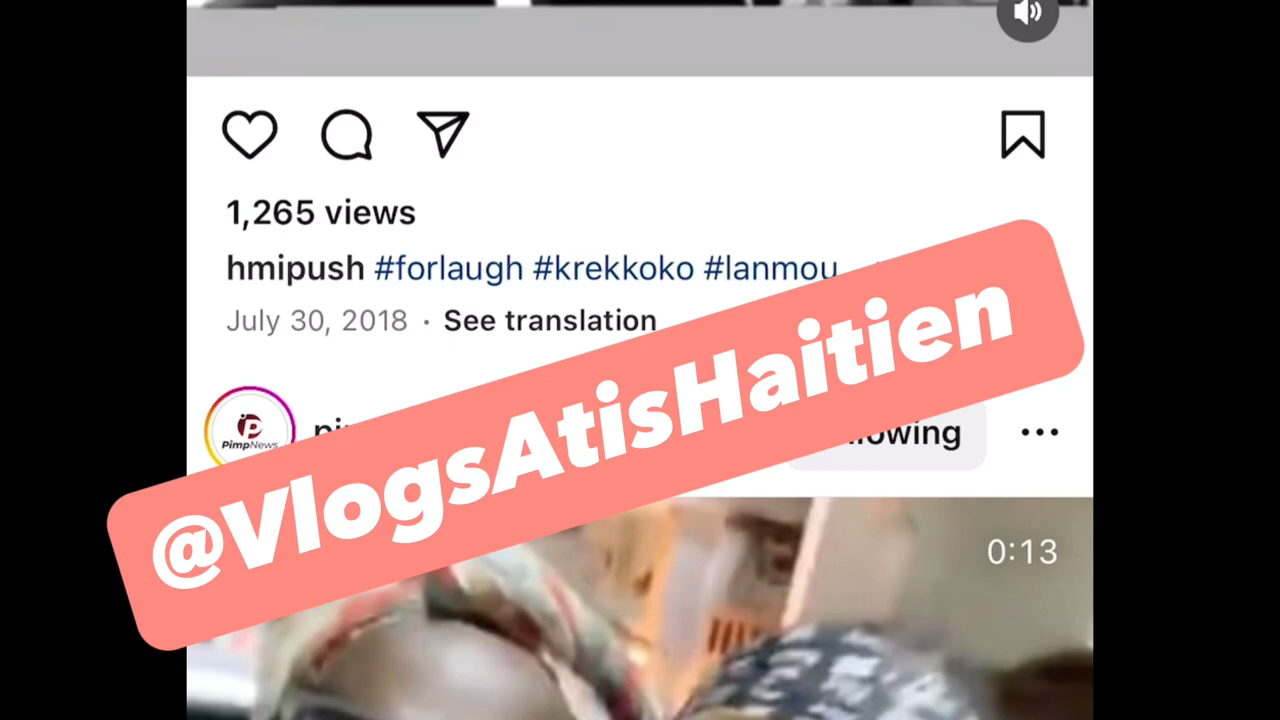 1,265 views
hmipush #forlaugh #krekkoko #lanmou
July 30, 2018 · See translation
PimpNews
@VlogsAtisHaitien
0:13